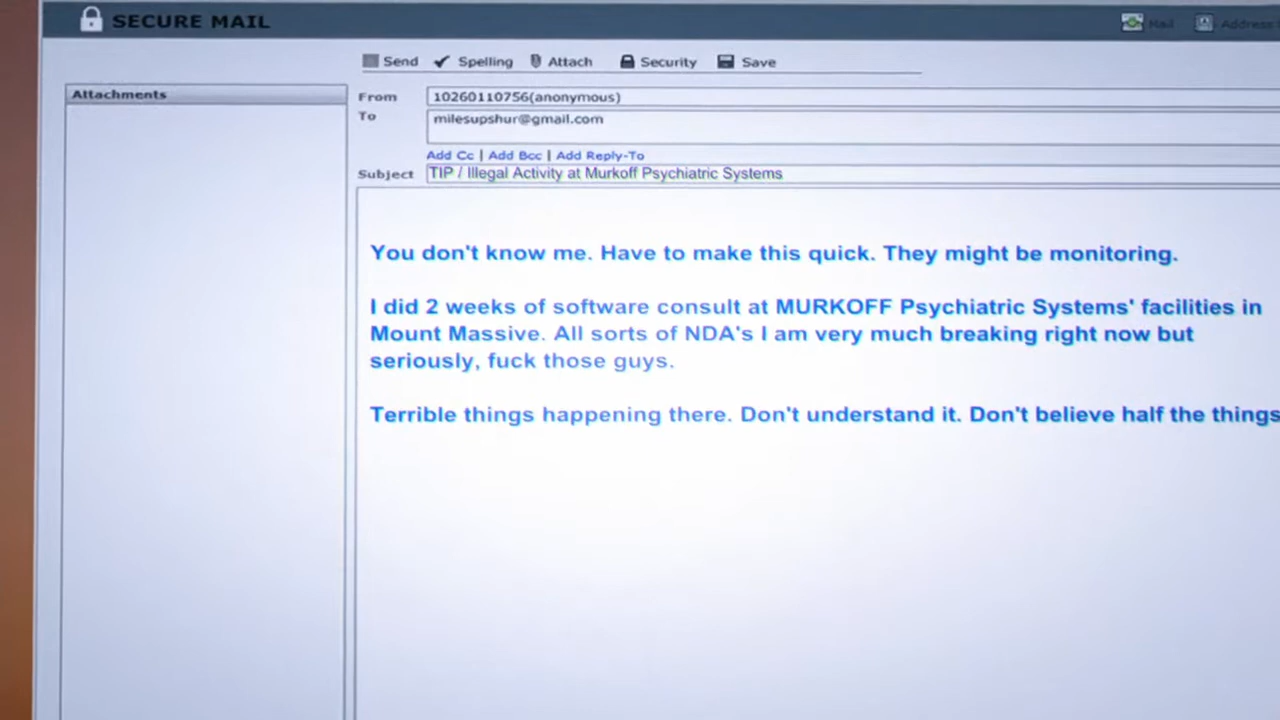 SECURE MAIL
Mail Address
Send Spelling Attach Security Save
Attachments
From 10260110756(anonymous)
To milesupshur@gmail.com
Add Cc | Add Bcc | Add Reply-To
Subject TIP / Illegal Activity at Murkoff Psychiatric Systems
You don't know me. Have to make this quick. They might be monitoring.
I did 2 weeks of software consult at MURKOFF Psychiatric Systems' facilities in
Mount Massive. All sorts of NDA's I am very much breaking right now but
seriously, fuck those guys.
Terrible things happening there. Don't understand it. Don't believe half the things